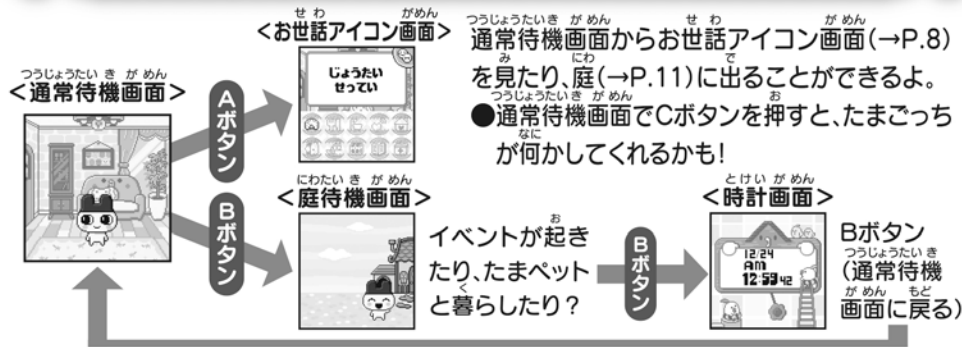 <お世話アイコン画面>
じょうたい
せってい
通常待機画面からお世話アイコン画面(→P.8)
を見たり、庭(→P.11)に出ることができるよ。
●通常待機画面でCボタンを押すと、たまごっち
が何かしてくれるかも!
<通常待機画面>
Aボタン
Bボタン
<庭待機画面>
イベントが起き
たり、たまペット
と暮らしたり?
Bボタン
<時計画面>
12/24
AM
12:59 42
Bボタン
(通常待機
画面に戻る)